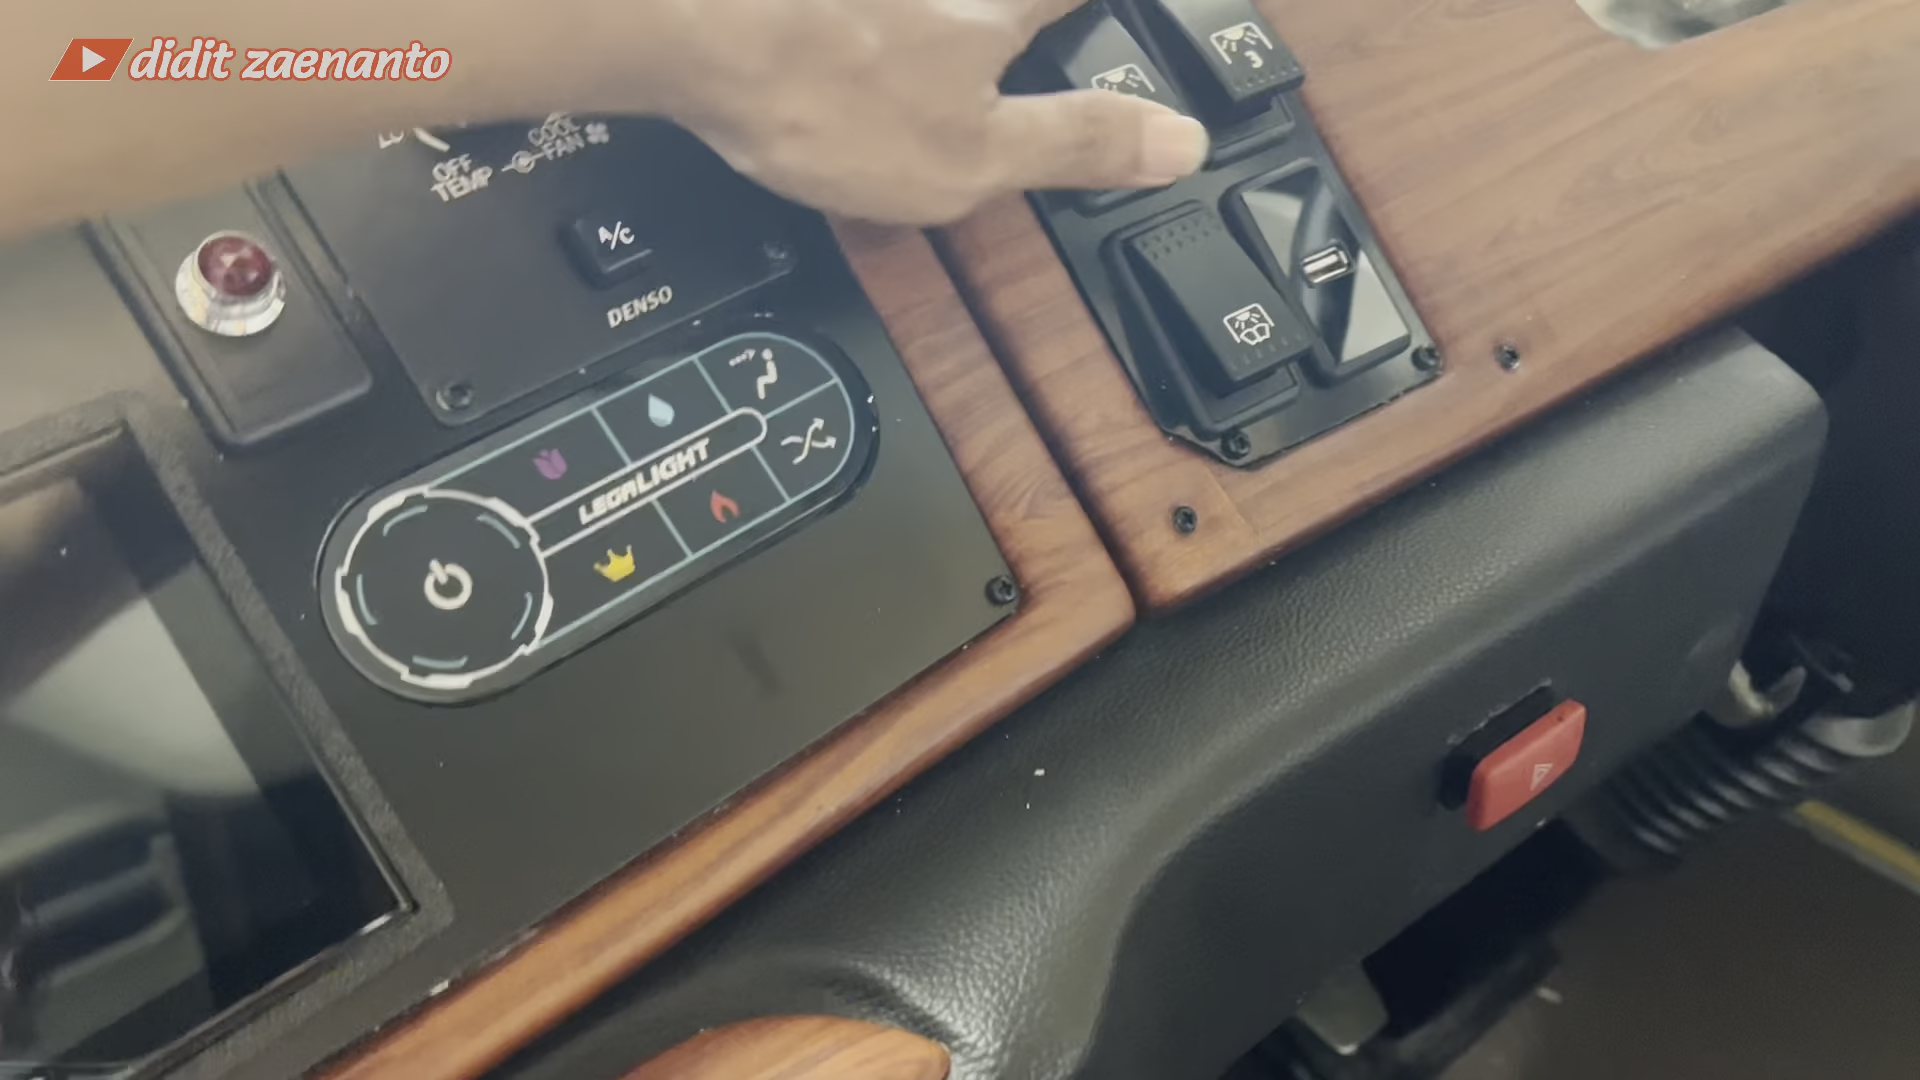 didit zaenanto
3
COOL
OFF
FAN
TEMP
A/C
DENSO
LEGALIGHT